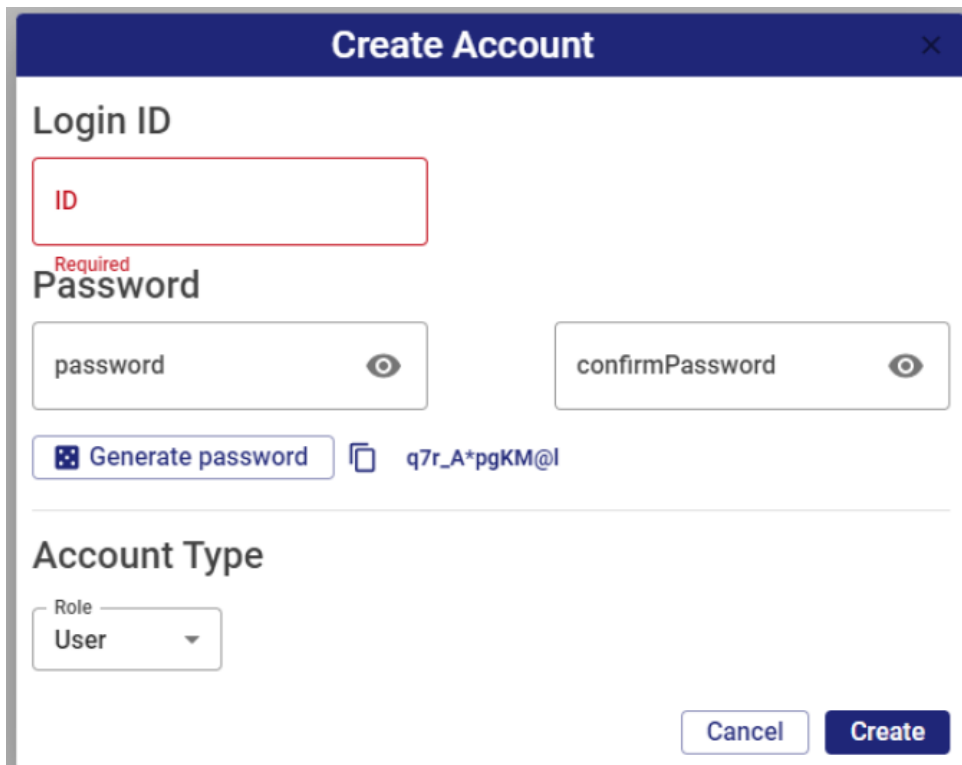 Create Account
Login ID
ID
Required
Password
password
confirmPassword
Generate password q7r_A*pgKM@l
Account Type
Role
User
Cancel Create